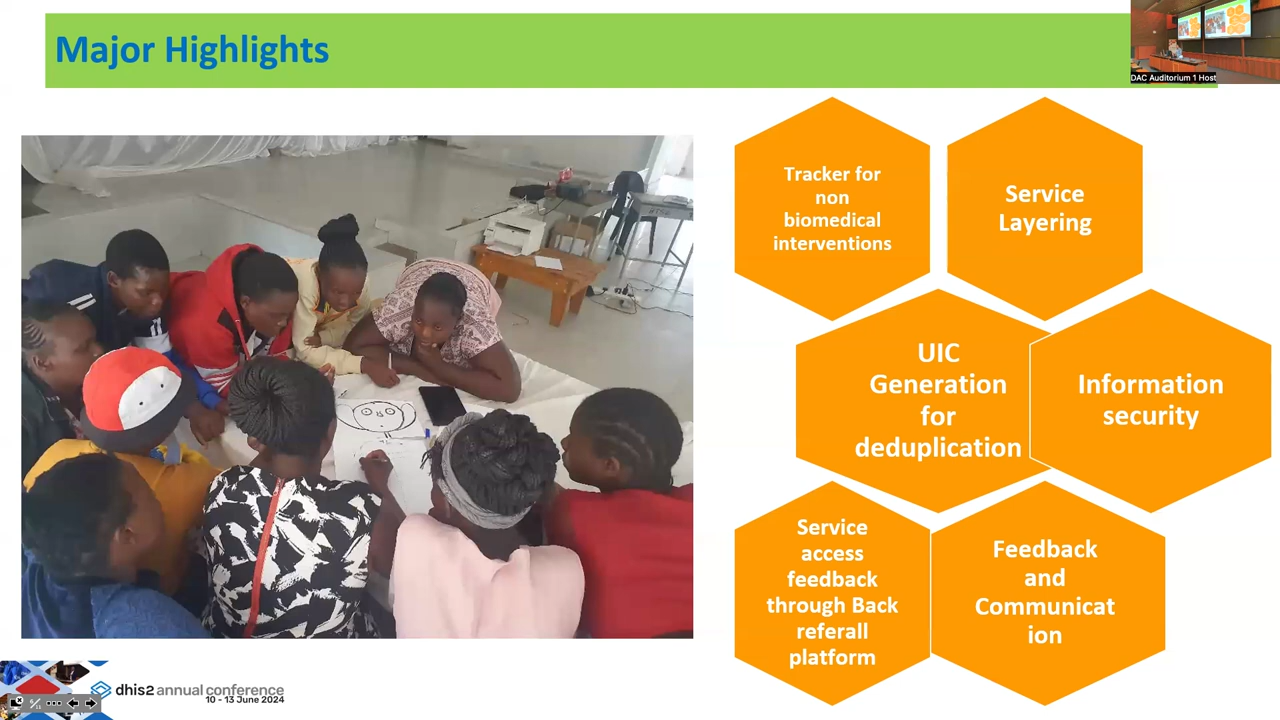 Major Highlights
DAC Auditorium 1 Host
Tracker for
non
biomedical
interventions
Service
Layering
UIC
Generation
for
deduplication
Information
security
Service
access
feedback
through Back
referall
platform
Feedback
and
Communicat
ion
dhis2 annual conference
10 - 13 June 2024